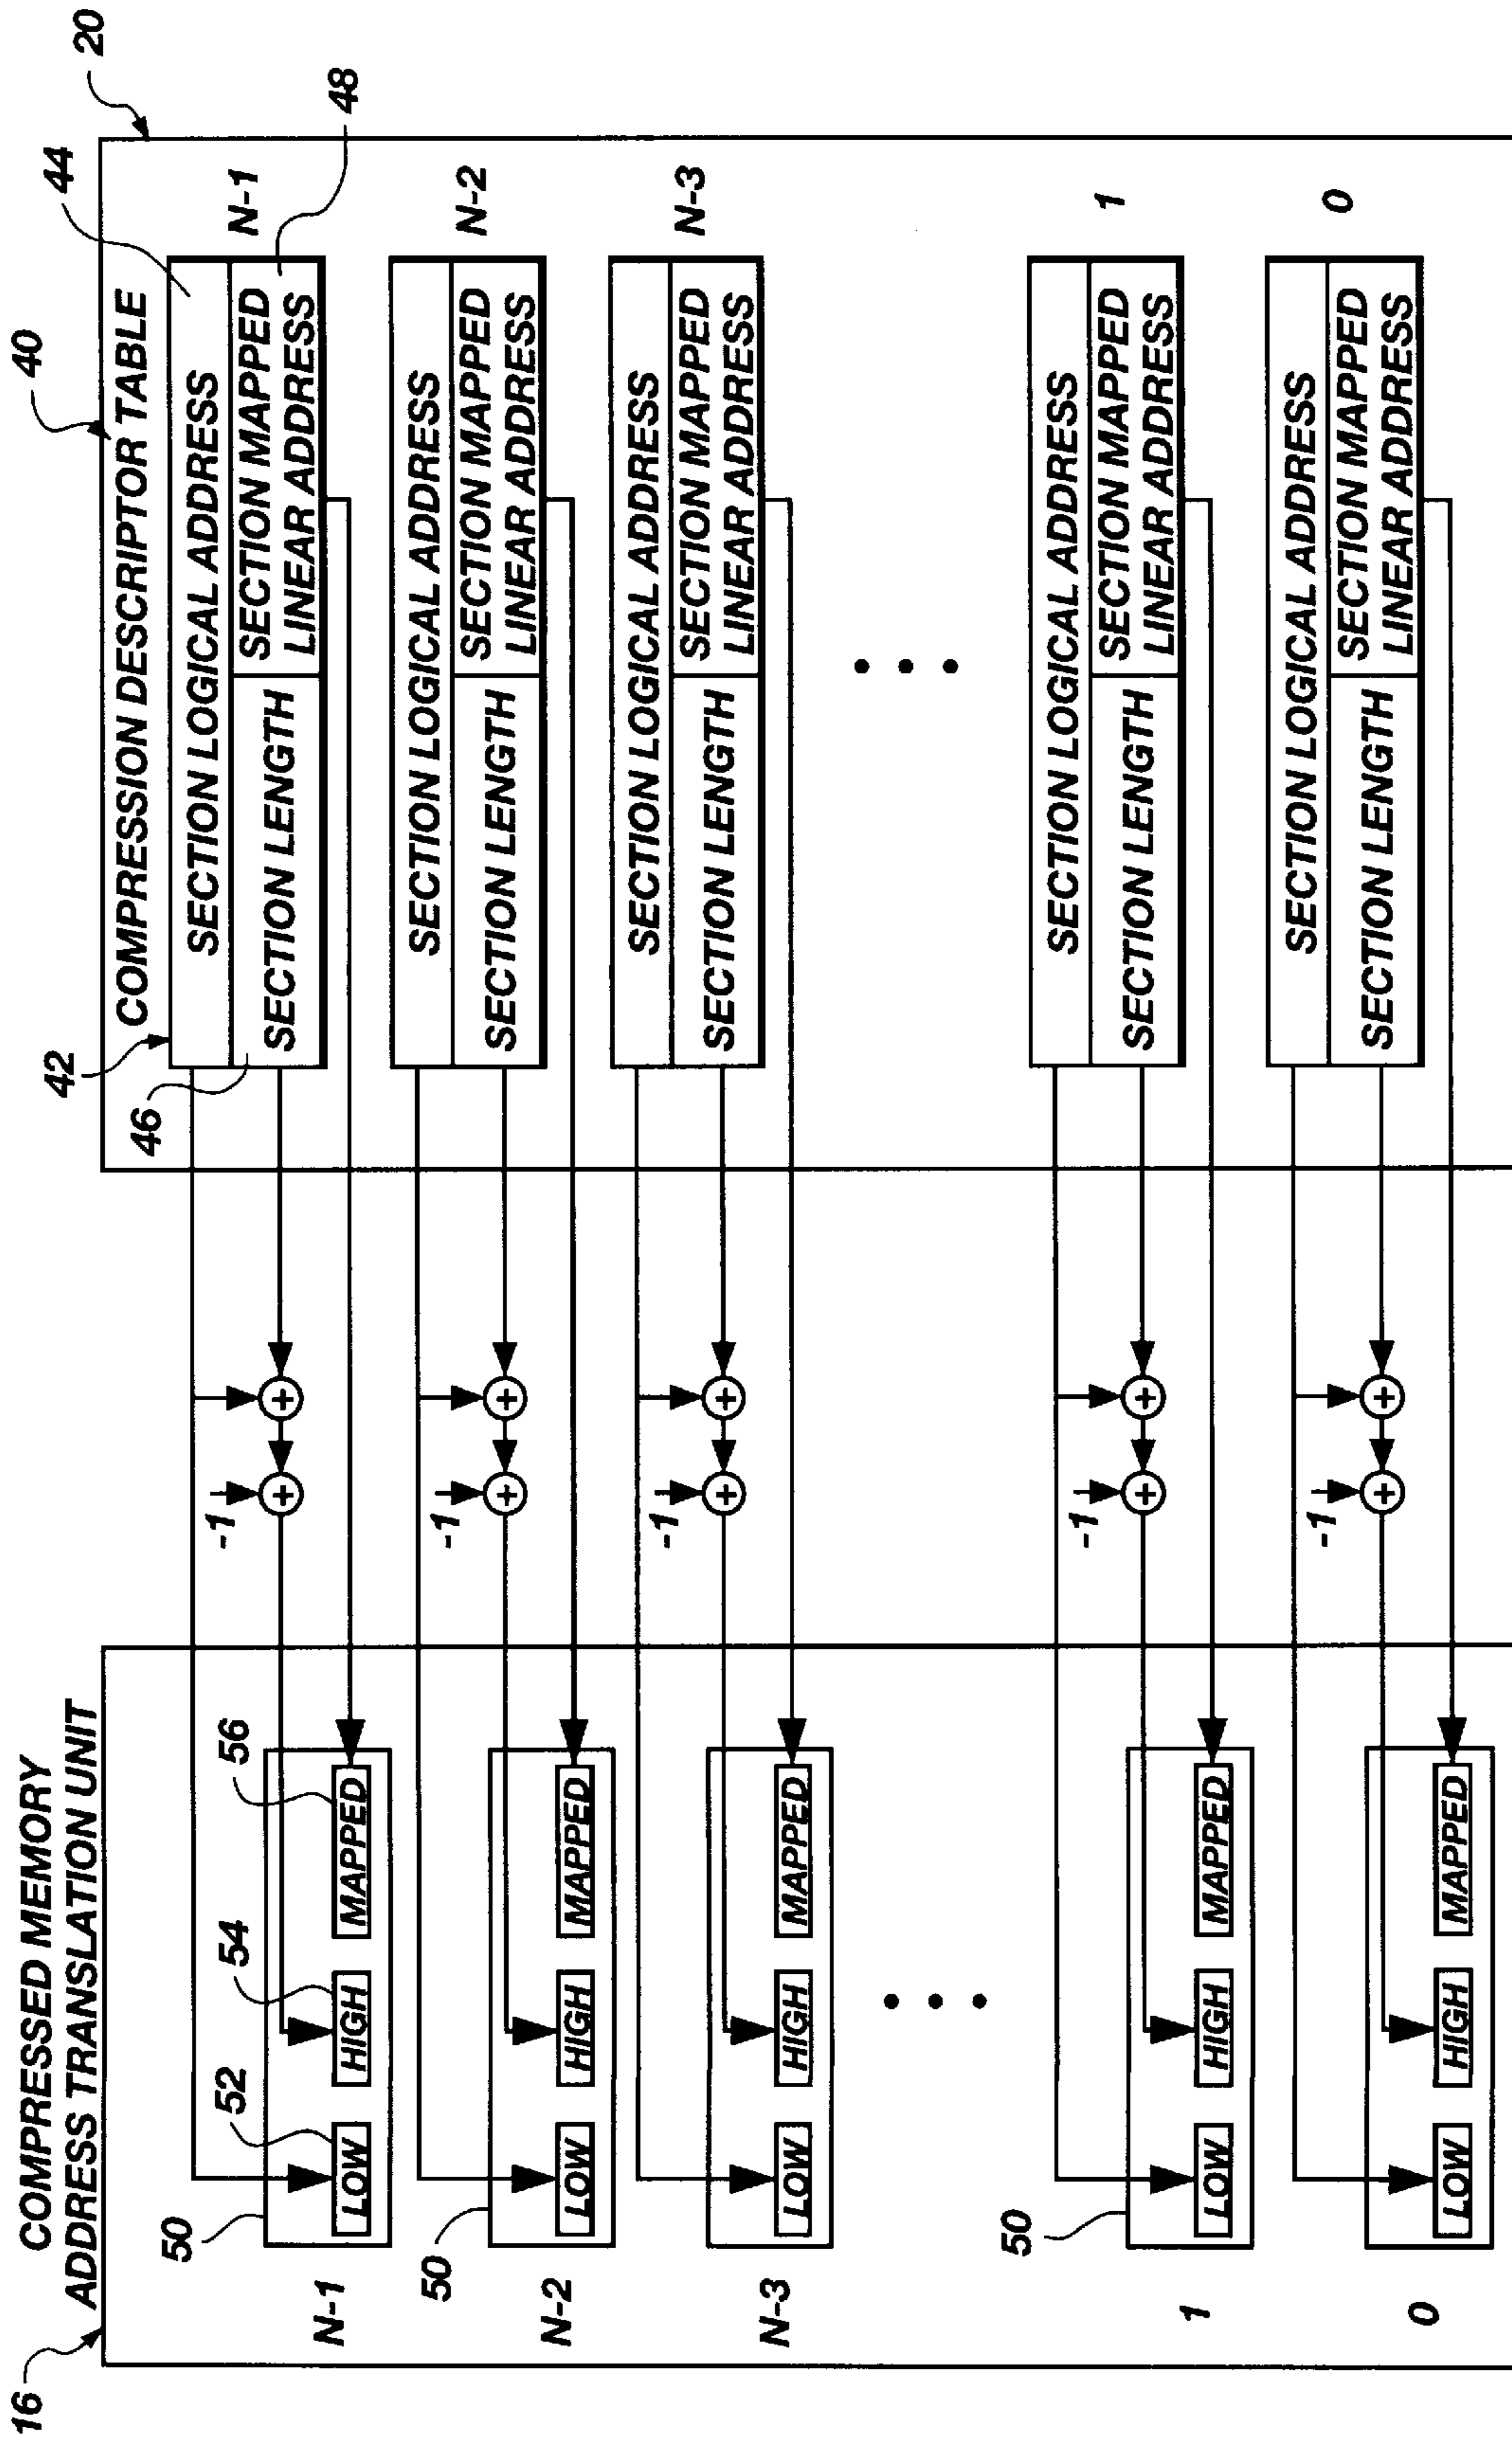 COMPRESSED MEMORY
ADDRESS TRANSLATION UNIT
16
20
40
COMPRESSION DESCRIPTOR TABLE
N-1
50
52
LOW
54
HIGH
56
MAPPED
-1
+
+
42
44
46
48
SECTION LOGICAL ADDRESS
SECTION LENGTH
SECTION MAPPED
LINEAR ADDRESS
N-1
N-2
50
LOW
HIGH
MAPPED
-1
+
+
SECTION LOGICAL ADDRESS
SECTION LENGTH
SECTION MAPPED
LINEAR ADDRESS
N-2
N-3
LOW
HIGH
MAPPED
-1
+
+
SECTION LOGICAL ADDRESS
SECTION LENGTH
SECTION MAPPED
LINEAR ADDRESS
N-3
1
50
LOW
HIGH
MAPPED
-1
+
+
SECTION LOGICAL ADDRESS
SECTION LENGTH
SECTION MAPPED
LINEAR ADDRESS
1
0
LOW
HIGH
MAPPED
-1
+
+
SECTION LOGICAL ADDRESS
SECTION LENGTH
SECTION MAPPED
LINEAR ADDRESS
0